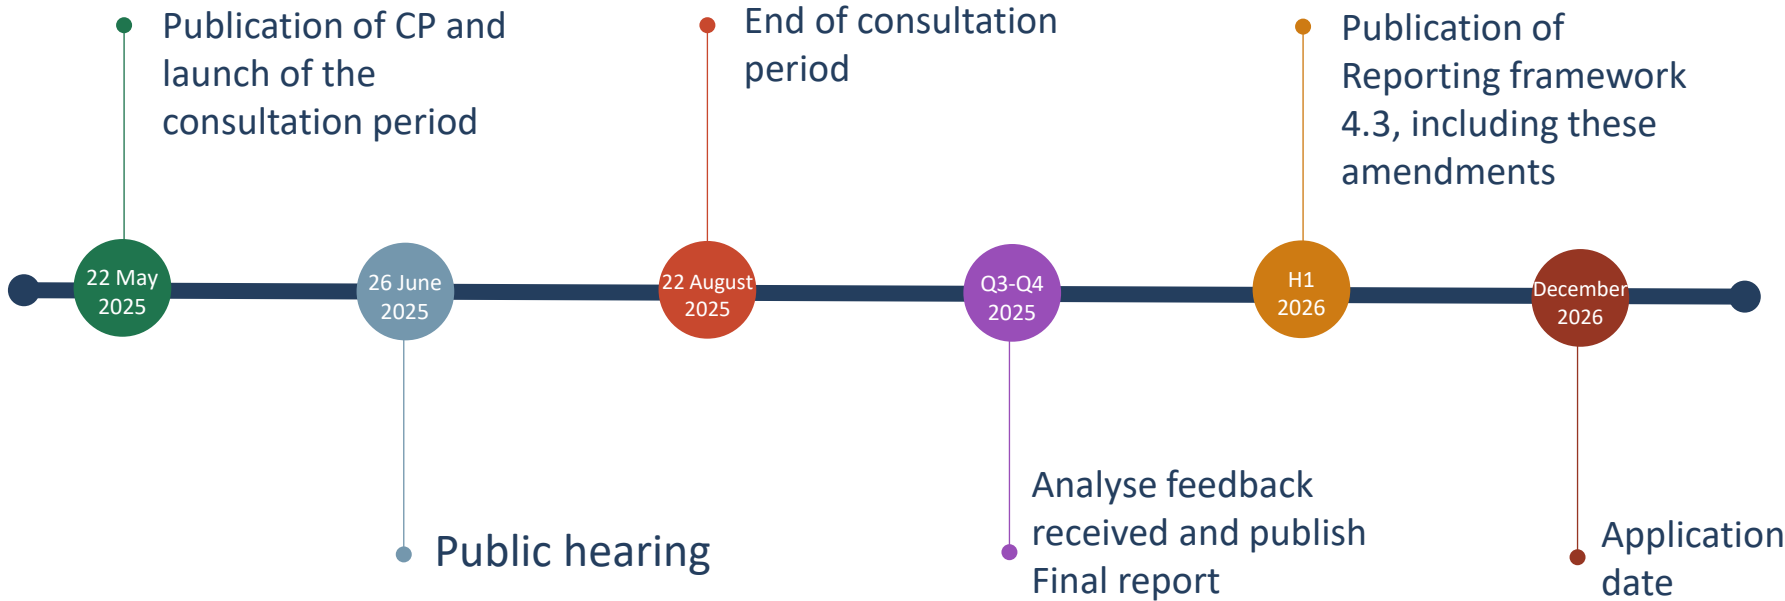 Publication of CP and
launch of the
consultation period
End of consultation
period
Publication of
Reporting framework
4.3, including these
amendments
22 May
2025
26 June
2025
22 August
2025
Q3-Q4
2025
H1
2026
December
2026
Public hearing
Analyse feedback
received and publish
Final report
Application
date